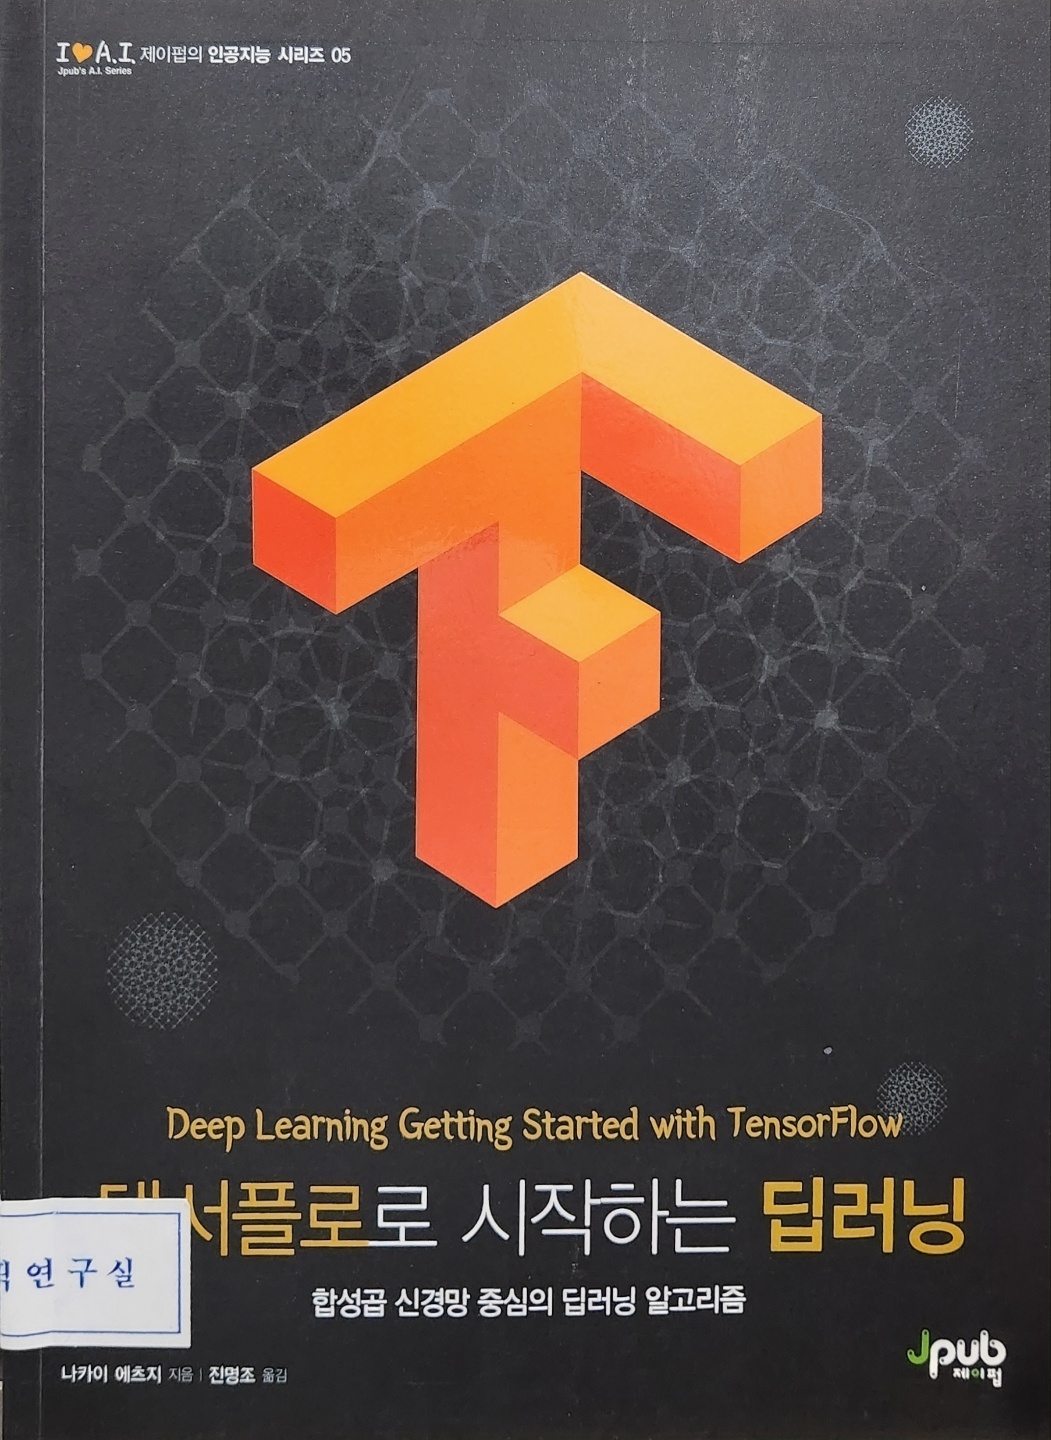 I♥A.I. 제이펍의 인공지능 시리즈 05
Jpub's A.I. Series
Deep Learning Getting Started with TensorFlow
텐서플로로 시작하는 딥러닝
연구실
합성곱 신경망 중심의 딥러닝 알고리즘
나카이 에츠지 지음 | 진명조 옮김
Jpub
제이펍